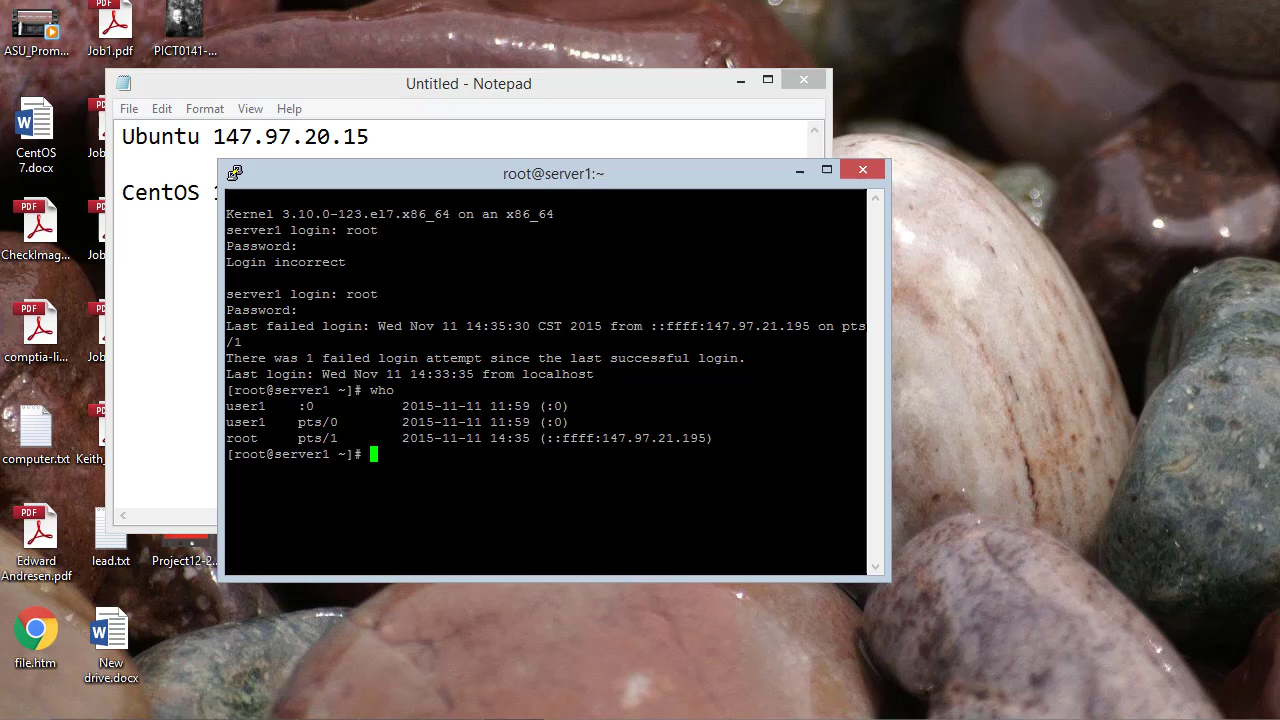 ASU_Prom...
Job1.pdf
PICT0141-...
Untitled - Notepad
File Edit Format View Help
Ubuntu 147.97.20.15
CentOS
root@server1:~
Kernel 3.10.0-123.el7.x86_64 on an x86_64
server1 login: root
Password:
Login incorrect
server1 login: root
Password:
Last failed login: Wed Nov 11 14:35:30 CST 2015 from ::ffff:147.97.21.195 on pts
/1
There was 1 failed login attempt since the last successful login.
Last login: Wed Nov 11 14:33:35 from localhost
[root@server1 ~]# who
user1 :0 2015-11-11 11:59 (:0)
user1 pts/0 2015-11-11 11:59 (:0)
root pts/1 2015-11-11 14:35 (::ffff:147.97.21.195)
[root@server1 ~]#
PDF
CentOS
7.docx
Job
PDF
CheckImag...
Job
PDF
comptia-li...
Job
computer.txt
Keith_
PDF
Edward
Andresen.pdf
lead.txt
Project12-2...
file.htm
New
drive.docx